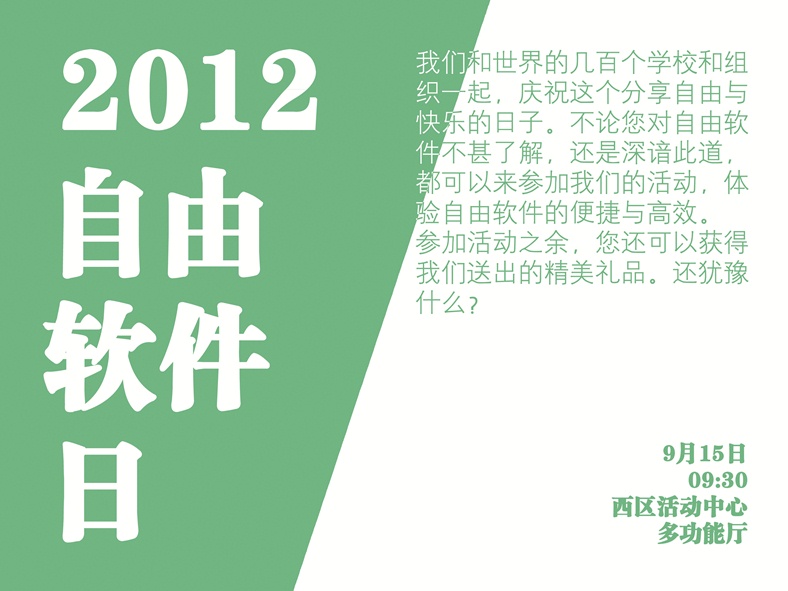 2012
自由
软件
日
我们和世界的几百个学校和组
织一起，庆祝这个分享自由与
快乐的日子。不论您对自由软
件不甚了解，还是深谙此道，
都可以来参加我们的活动，体
验自由软件的便捷与高效。
参加活动之余，您还可以获得
我们送出的精美礼品。还犹豫
什么？
9月15日
09:30
西区活动中心
多功能厅